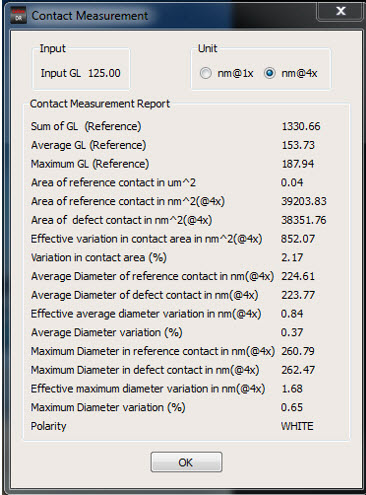 Contact Measurement
Input
Input GL 125.00
Unit
nm@1x nm@4x
Contact Measurement Report
Sum of GL (Reference) 1330.66
Average GL (Reference) 153.73
Maximum GL (Reference) 187.94
Area of reference contact in um^2 0.04
Area of reference contact in nm^2(@4x) 39203.83
Area of defect contact in nm^2(@4x) 38351.76
Effective variation in contact area in nm^2(@4x) 852.07
Variation in contact area (%) 2.17
Average Diameter of reference contact in nm(@4x) 224.61
Average Diameter of defect contact in nm(@4x) 223.77
Effective average diameter variation in nm(@4x) 0.84
Average Diameter variation (%) 0.37
Maximum Diameter in reference contact in nm(@4x) 260.79
Maximum Diameter in defect contact in nm(@4x) 262.47
Effective maximum diameter variation in nm(@4x) 1.68
Maximum Diameter variation (%) 0.65
Polarity WHITE
OK